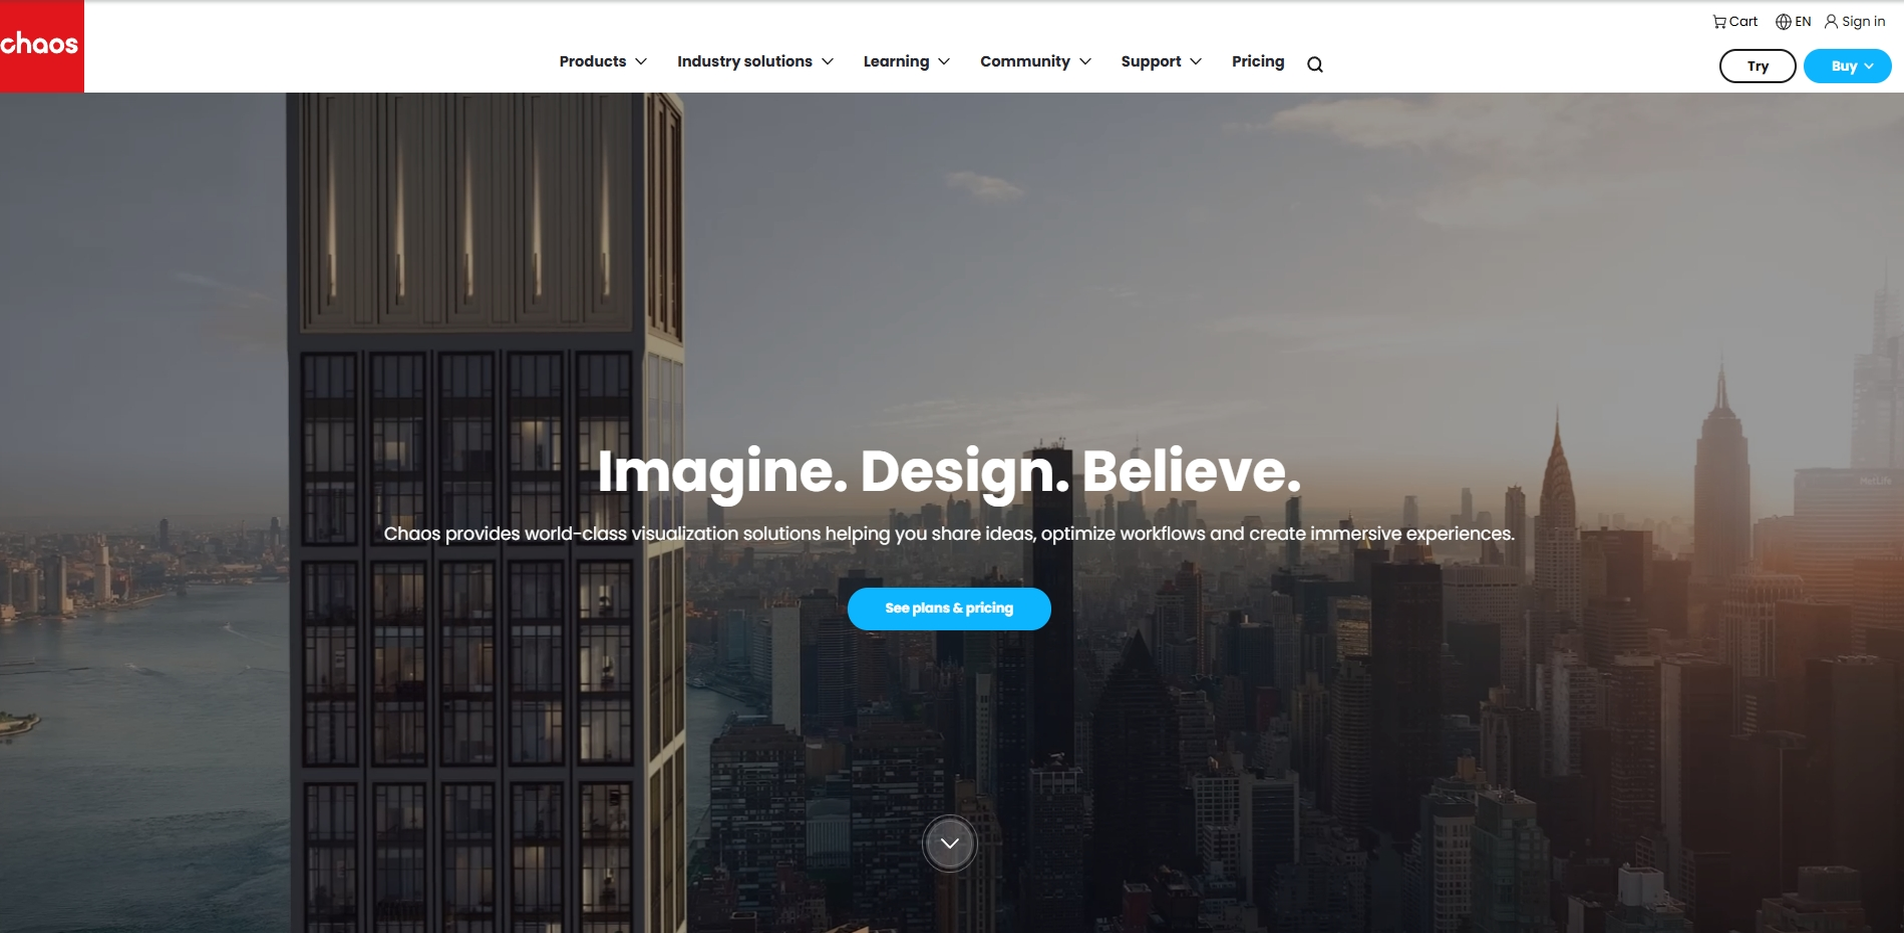 chaos
Cart
EN
Sign in
Products
Industry solutions
Learning
Community
Support
Pricing
Try
Buy
MetLife
Imagine. Design. Believe.
Chaos provides world-class visualization solutions helping you share ideas, optimize workflows and create immersive experiences.
See plans & pricing